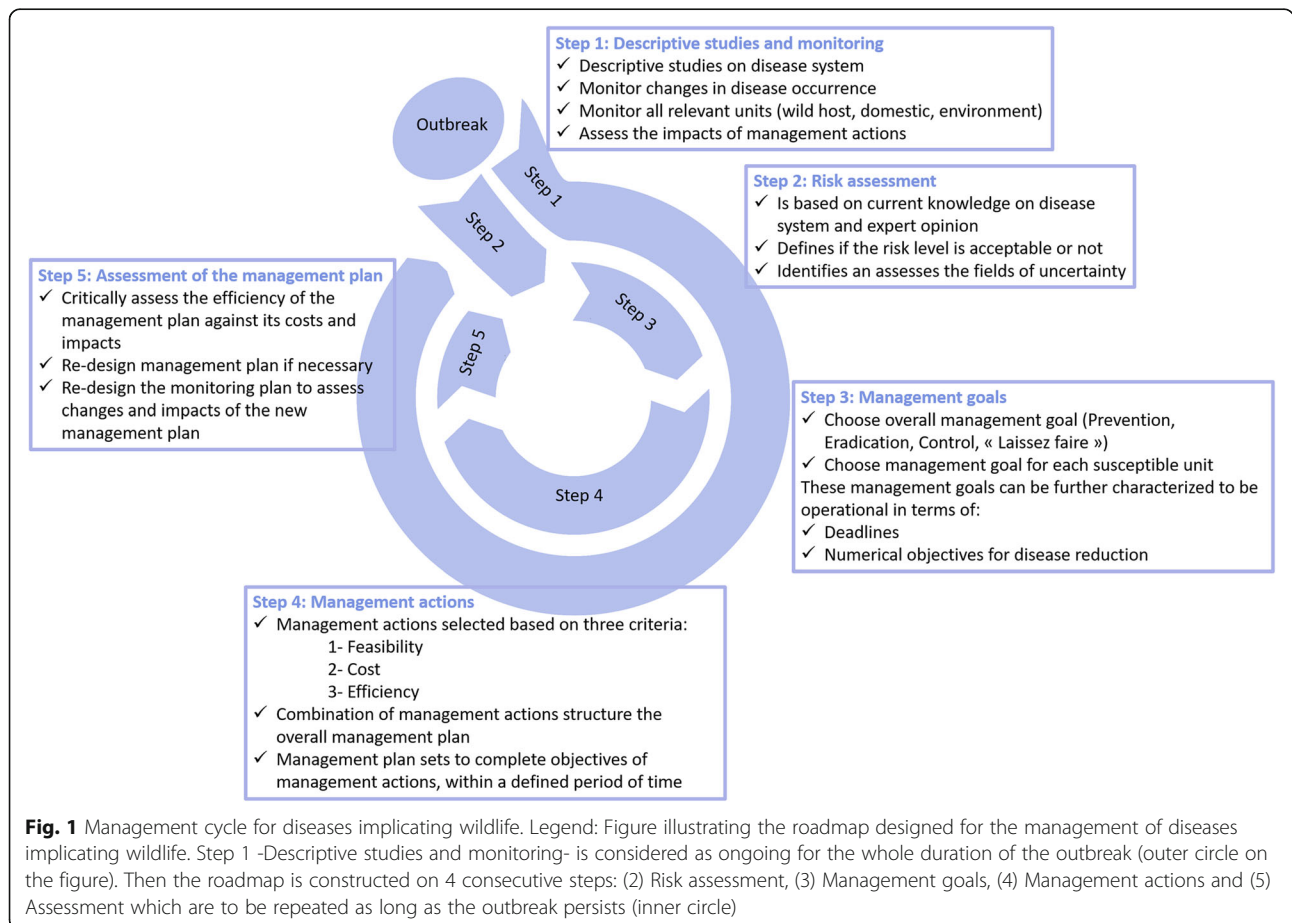 Step 1: Descriptive studies and monitoring
✓ Descriptive studies on disease system
✓ Monitor changes in disease occurrence
✓ Monitor all relevant units (wild host, domestic, environment)
✓ Assess the impacts of management actions
Outbreak
Step 1
Step 2
Step 3
Step 4
Step 5
Step 2: Risk assessment
✓ Is based on current knowledge on disease
system and expert opinion
✓ Defines if the risk level is acceptable or not
✓ Identifies an assesses the fields of uncertainty
Step 5: Assessment of the management plan
✓ Critically assess the efficiency of the
management plan against its costs and
impacts
✓ Re-design management plan if necessary
✓ Re-design the monitoring plan to assess
changes and impacts of the new
management plan
Step 3: Management goals
✓ Choose overall management goal (Prevention,
Eradication, Control, « Laissez faire »)
✓ Choose management goal for each susceptible unit
These management goals can be further characterized to be
operational in terms of:
✓ Deadlines
✓ Numerical objectives for disease reduction
Step 4: Management actions
✓ Management actions selected based on three criteria:
1- Feasibility
2- Cost
3- Efficiency
✓ Combination of management actions structure the
overall management plan
✓ Management plan sets to complete objectives of
management actions, within a defined period of time
Fig. 1 Management cycle for diseases implicating wildlife. Legend: Figure illustrating the roadmap designed for the management of diseases
implicating wildlife. Step 1 -Descriptive studies and monitoring- is considered as ongoing for the whole duration of the outbreak (outer circle on
the figure). Then the roadmap is constructed on 4 consecutive steps: (2) Risk assessment, (3) Management goals, (4) Management actions and (5)
Assessment which are to be repeated as long as the outbreak persists (inner circle)